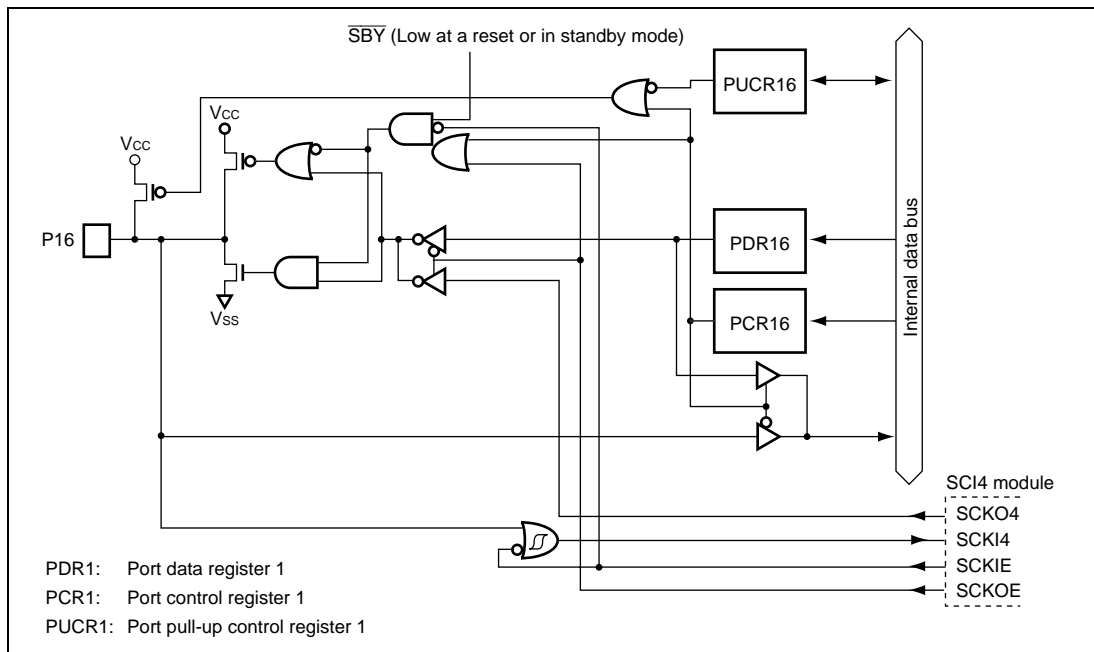 SBY (Low at a reset or in standby mode)
PUCR16
VCC
VCC
P16
PDR16
PCR16
VSS
Internal data bus
SCI4 module
SCKO4
SCKI4
SCKIE
SCKOE
PDR1: Port data register 1
PCR1: Port control register 1
PUCR1: Port pull-up control register 1